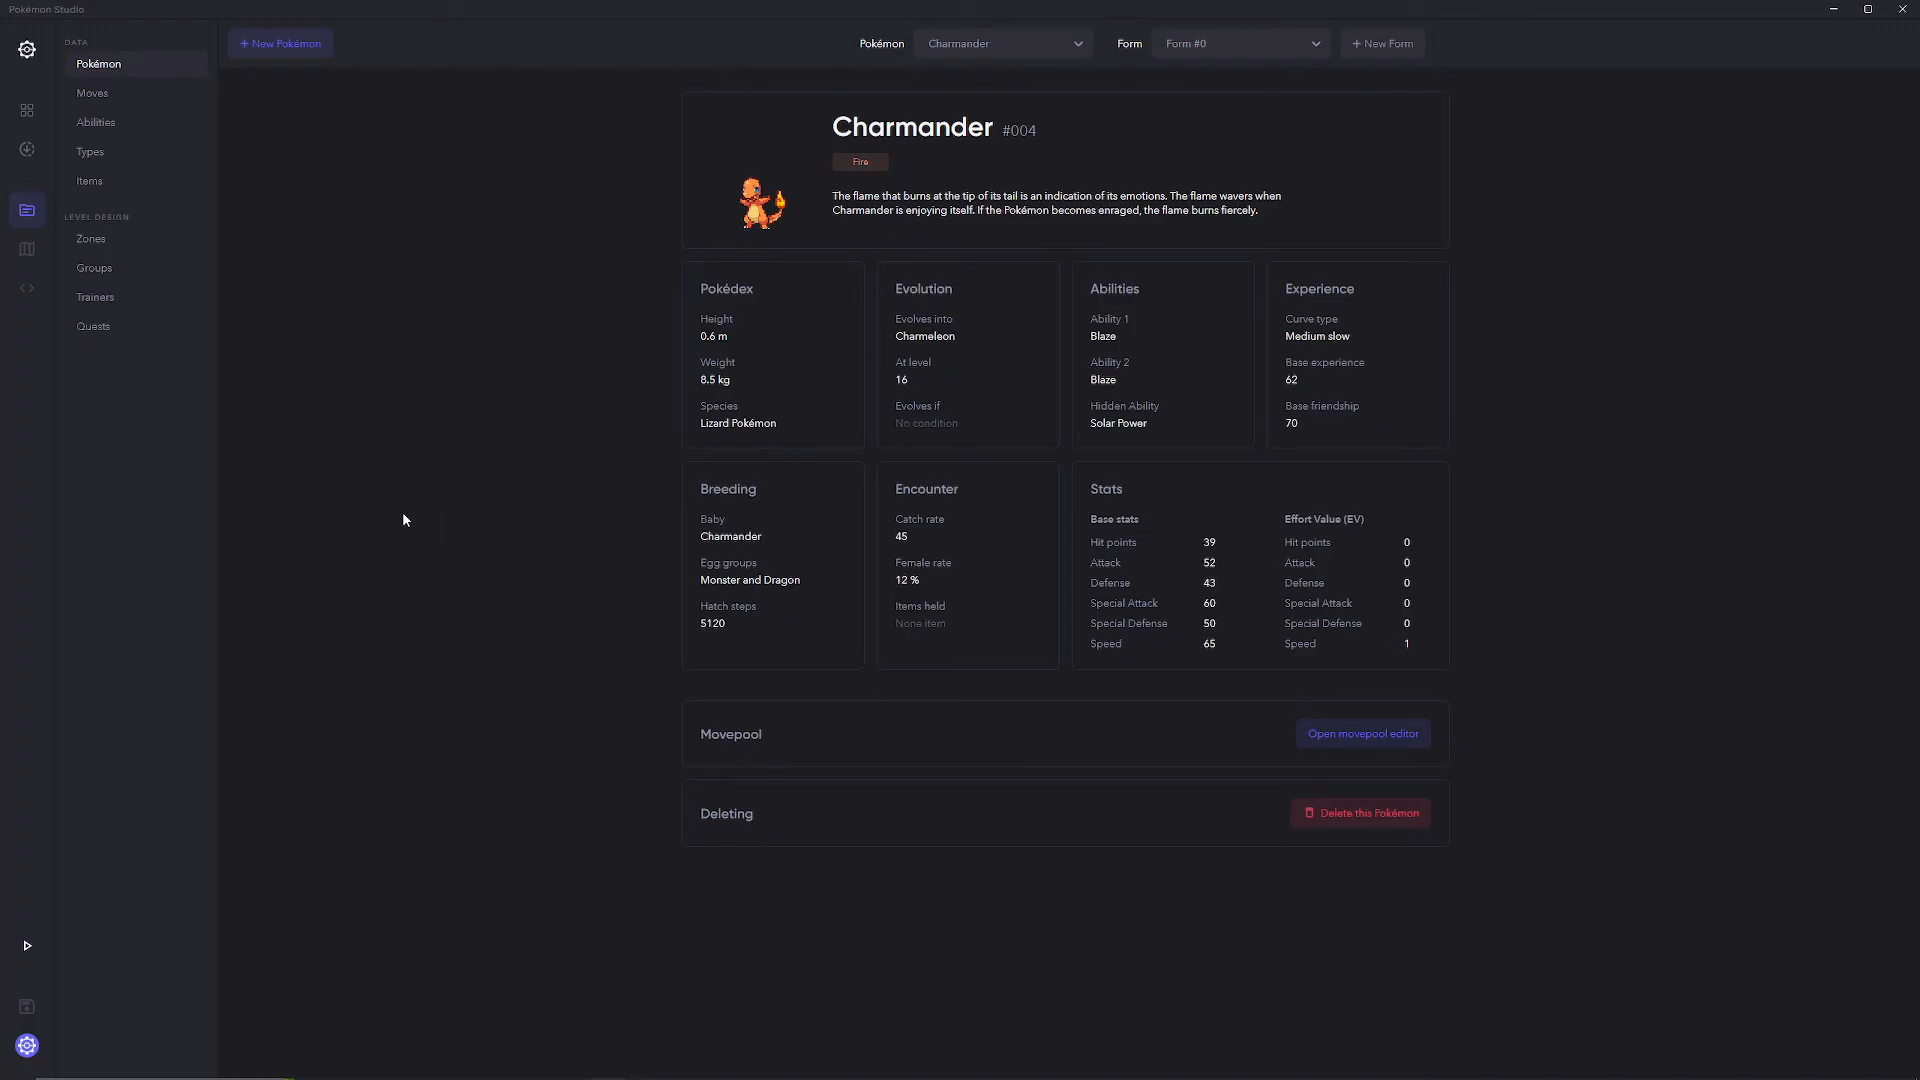 Pokémon Studio
DATA
Pokémon
Moves
Abilities
Types
Items
LEVEL DESIGN
Zones
Groups
Trainers
Quests
+ New Pokémon
Pokémon
Charmander
Form
Form #0
+ New Form
Charmander #004
Fire
The flame that burns at the tip of its tail is an indication of its emotions. The flame wavers when
Charmander is enjoying itself. If the Pokémon becomes enraged, the flame burns fiercely.
Pokédex
Height
0.6 m
Weight
8.5 kg
Species
Lizard Pokémon
Evolution
Evolves into
Charmeleon
At level
16
Evolves if
No condition
Abilities
Ability 1
Blaze
Ability 2
Blaze
Hidden Ability
Solar Power
Experience
Curve type
Medium slow
Base experience
62
Base friendship
70
Breeding
Baby
Charmander
Egg groups
Monster and Dragon
Hatch steps
5120
Encounter
Catch rate
45
Female rate
12 %
Items held
None item
Stats
Base stats
Hit points 39
Attack 52
Defense 43
Special Attack 60
Special Defense 50
Speed 65
Effort Value (EV)
Hit points 0
Attack 0
Defense 0
Special Attack 0
Special Defense 0
Speed 1
Movepool
Open movepool editor
Deleting
Delete this Pokémon